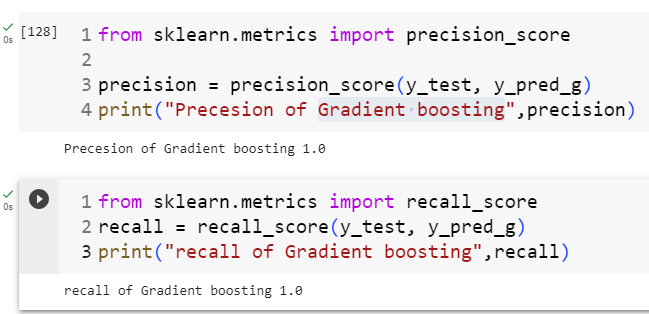 [128] 1 from sklearn.metrics import precision_score
0s 2
3 precision = precision_score(y_test, y_pred_g)
4 print("Precesion of Gradient boosting",precision)
Precesion of Gradient boosting 1.0
1 from sklearn.metrics import recall_score
0s 2 recall = recall_score(y_test, y_pred_g)
3 print("recall of Gradient boosting",recall)
recall of Gradient boosting 1.0